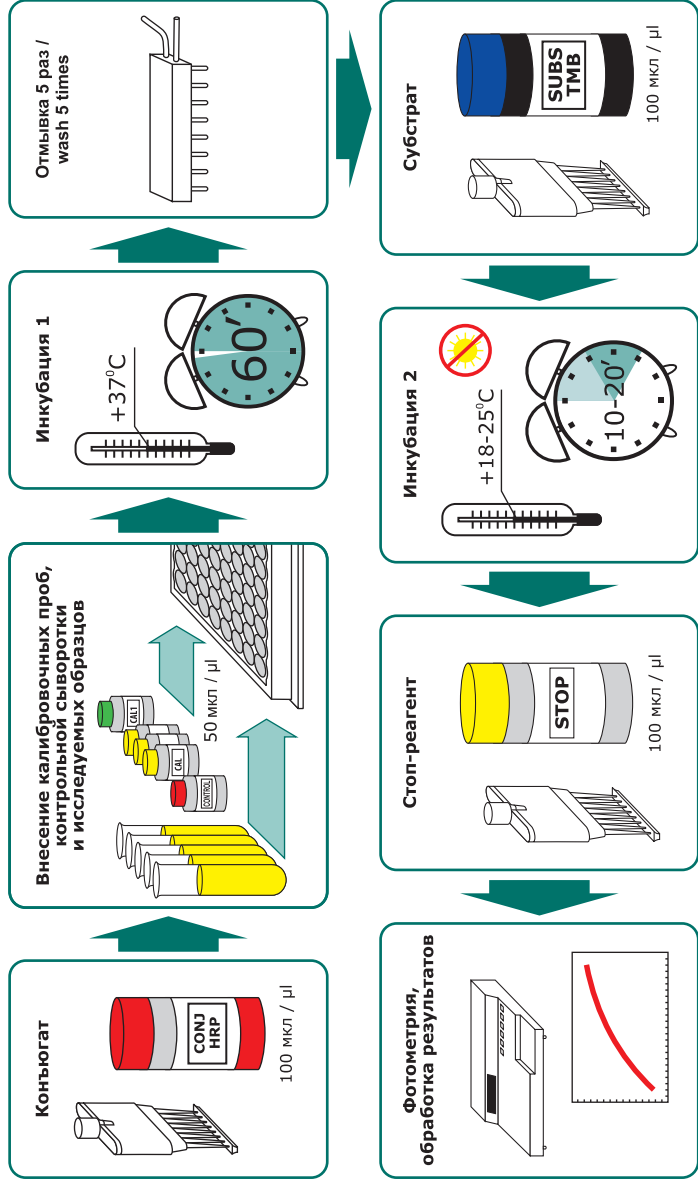 Конъюгат
CONJ
HRP
100 мкл / µl
Внесение калибровочных проб,
контрольной сыворотки
и исследуемых образцов
CAL1
CAL
CONTROL
50 мкл / µl
Инкубация 1
+37⁰C
60′
Отмывка 5 раз /
wash 5 times
Субстрат
SUBS
TMB
100 мкл / µl
Инкубация 2
+18-25⁰C
10-20′
Стоп-реагент
STOP
100 мкл / µl
Фотометрия,
обработка результатов